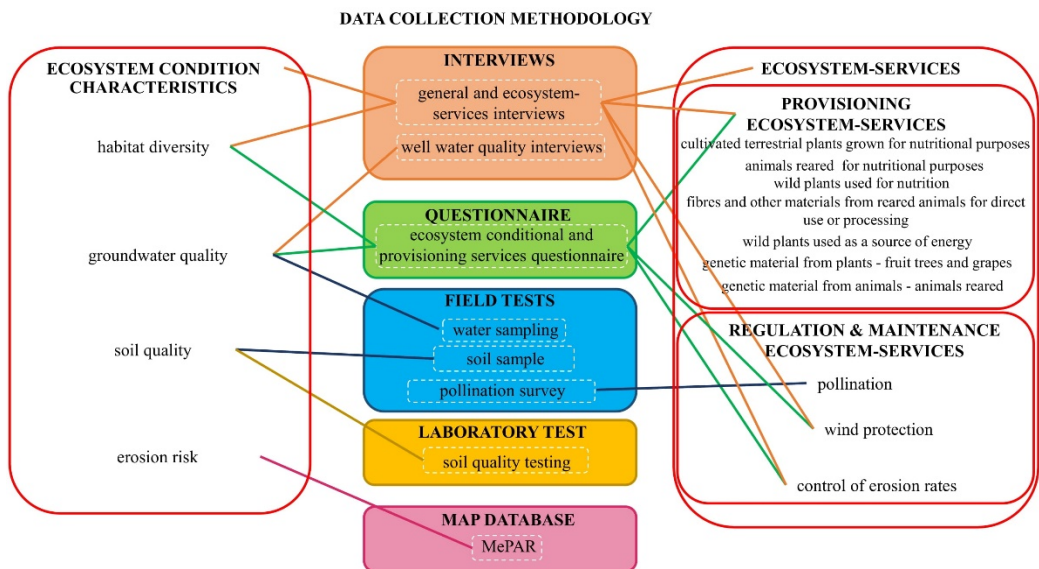 DATA COLLECTION METHODOLOGY
ECOSYSTEM CONDITION
CHARACTERISTICS
habitat diversity
groundwater quality
soil quality
erosion risk
INTERVIEWS
general and ecosystem-
services interviews
well water quality interviews
QUESTIONNAIRE
ecosystem conditional and
provisioning services questionnaire
FIELD TESTS
water sampling
soil sample
pollination survey
LABORATORY TEST
soil quality testing
MAP DATABASE
MePAR
ECOSYSTEM-SERVICES
PROVISIONING
ECOSYSTEM-SERVICES
cultivated terrestrial plants grown for nutritional purposes
animals reared for nutritional purposes
wild plants used for nutrition
fibres and other materials from reared animals for direct
use or processing
wild plants used as a source of energy
genetic material from plants - fruit trees and grapes
genetic material from animals - animals reared
REGULATION & MAINTENANCE
ECOSYSTEM-SERVICES
pollination
wind protection
control of erosion rates